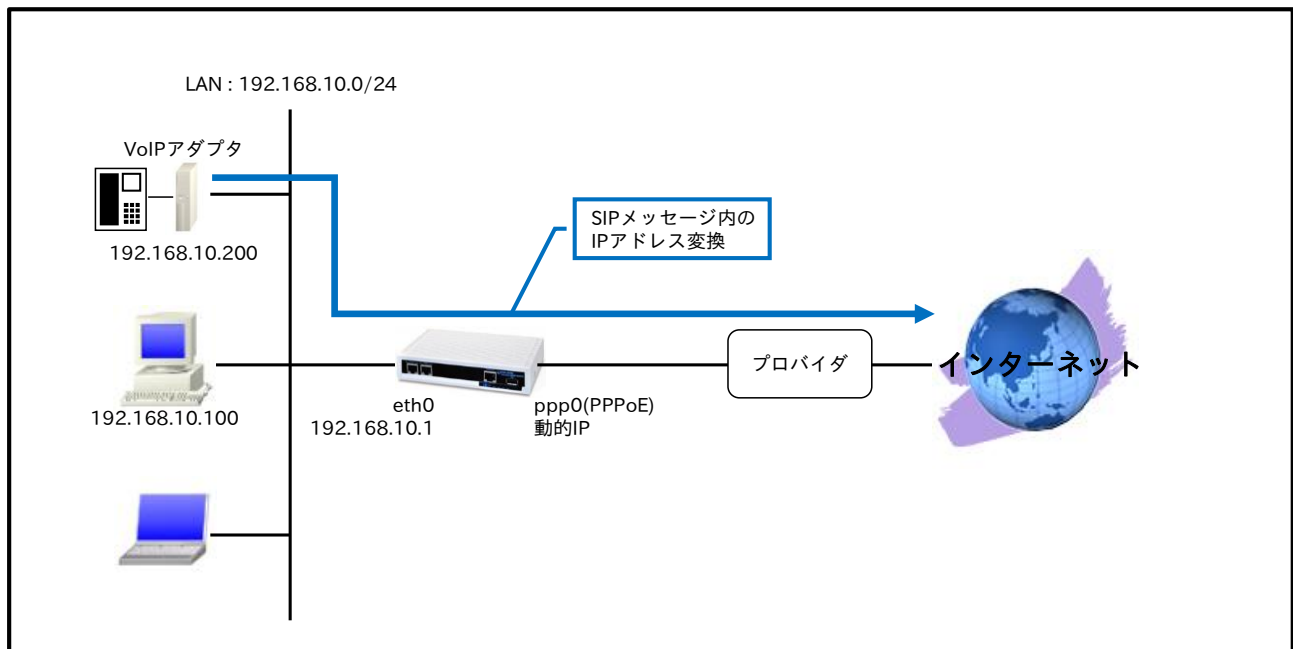 LAN : 192.168.10.0/24
VoIPアダプタ
192.168.10.200
SIPメッセージ内の
IPアドレス変換
プロバイダ
インターネット
192.168.10.100
eth0
192.168.10.1
ppp0(PPPoE)
動的IP